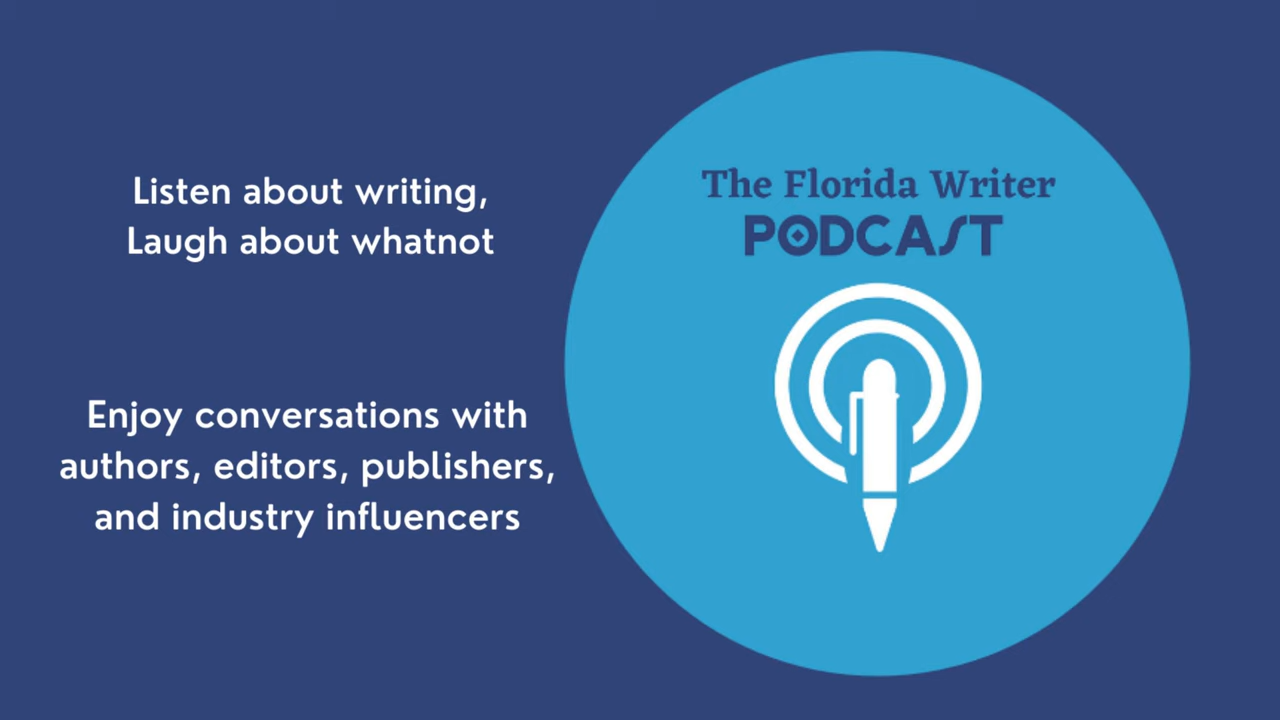 Listen about writing,
Laugh about whatnot
Enjoy conversations with
authors, editors, publishers,
and industry influencers
The Florida Writer
PODCAST